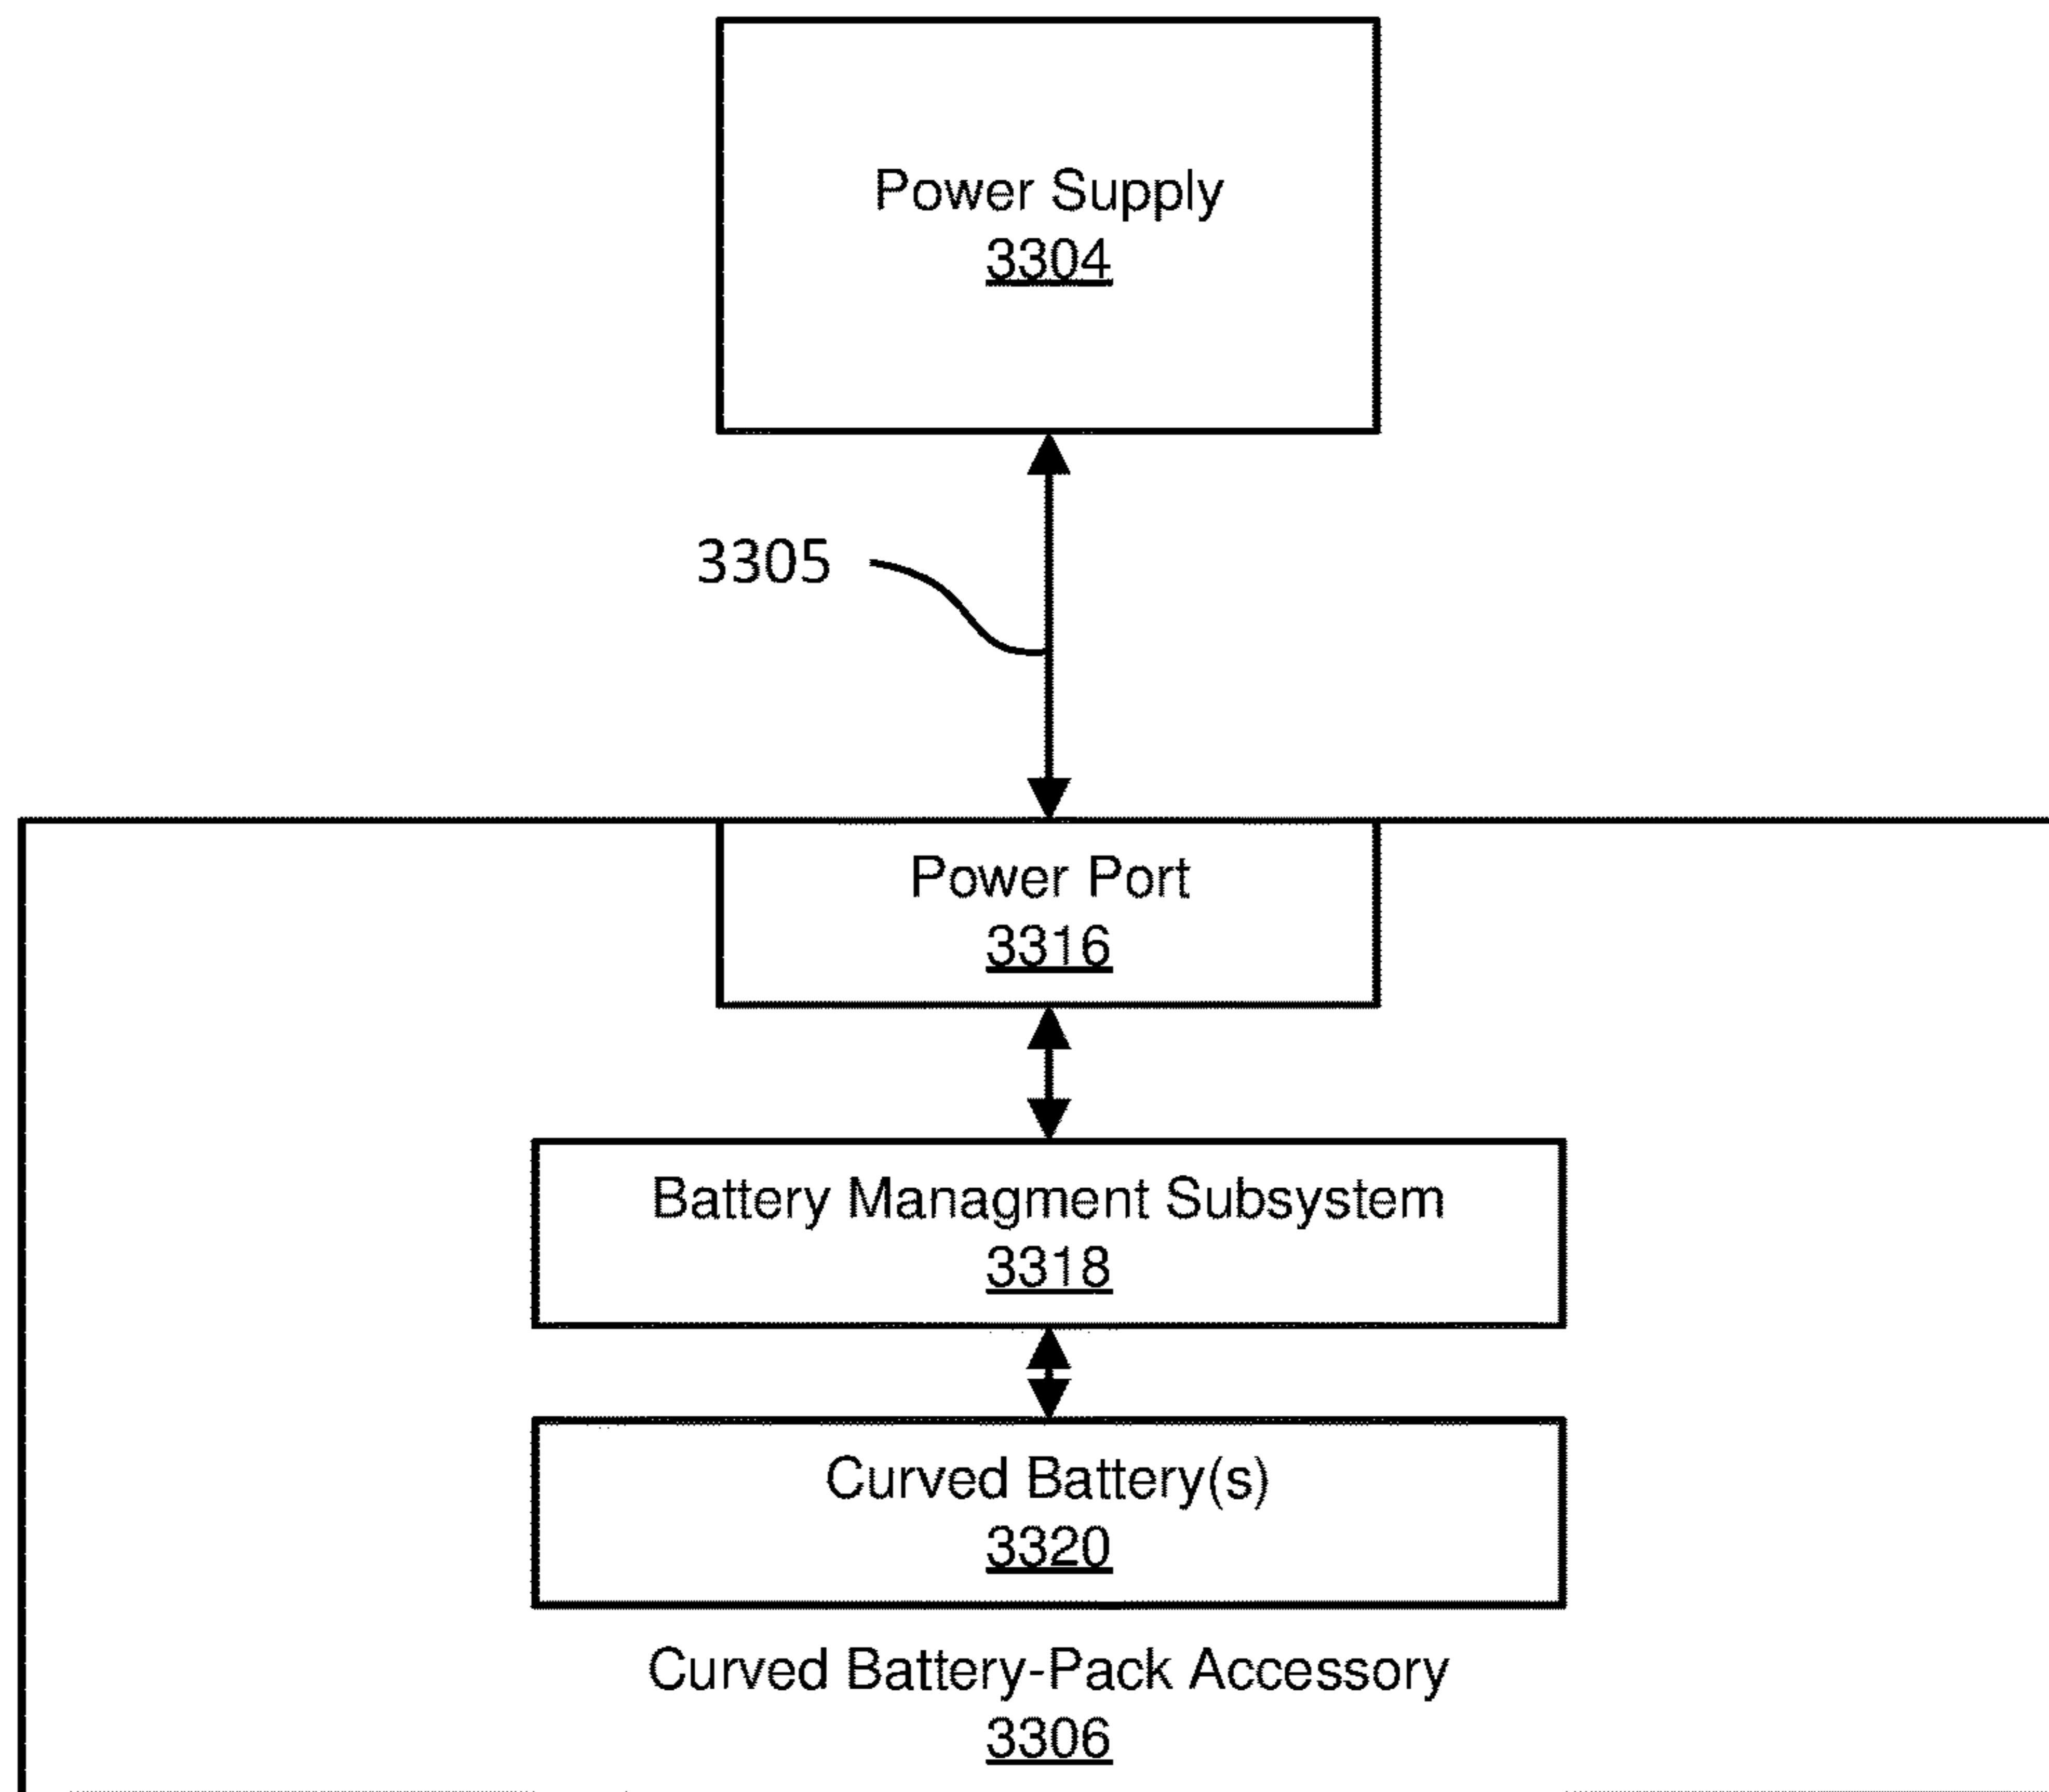 Power Supply
3304
3305
Power Port
3316
Battery Managment Subsystem
3318
Curved Battery(s)
3320
Curved Battery-Pack Accessory
3306